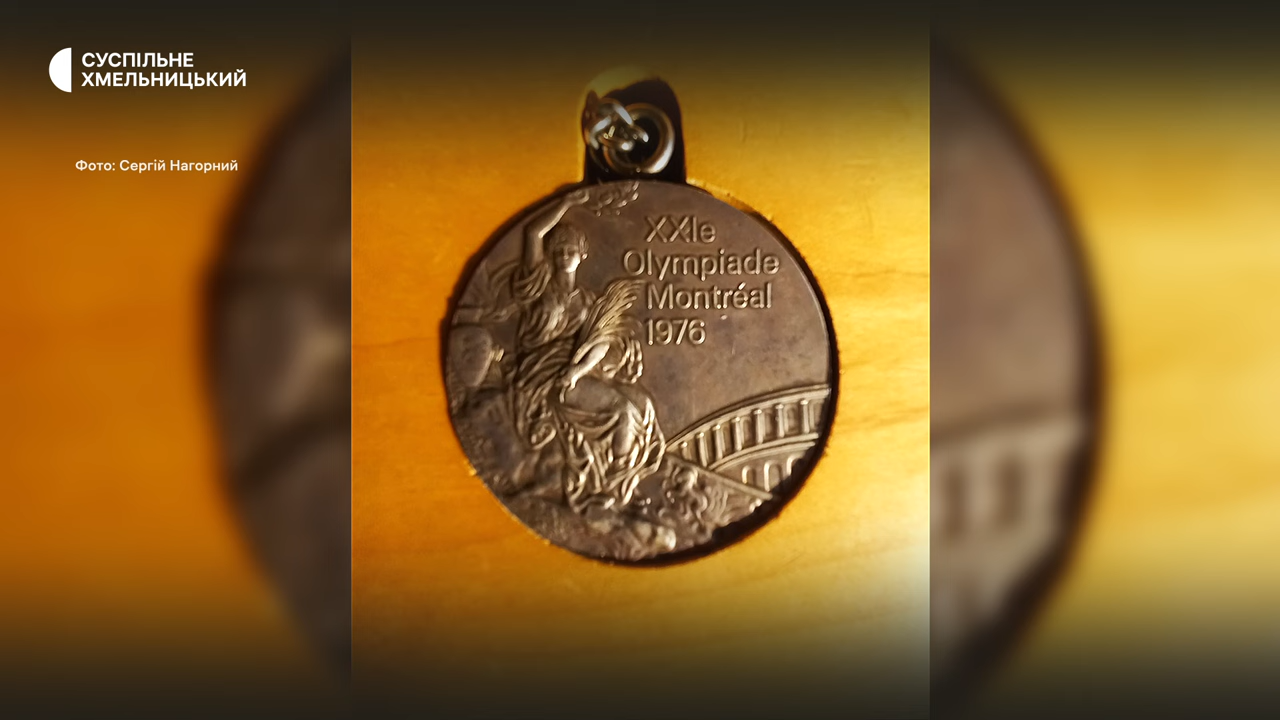 СУСПІЛЬНЕ
ХМЕЛЬНИЦЬКИЙ
Фото: Сергій Нагорний
XXIe
Olympiade
Montréal
1976